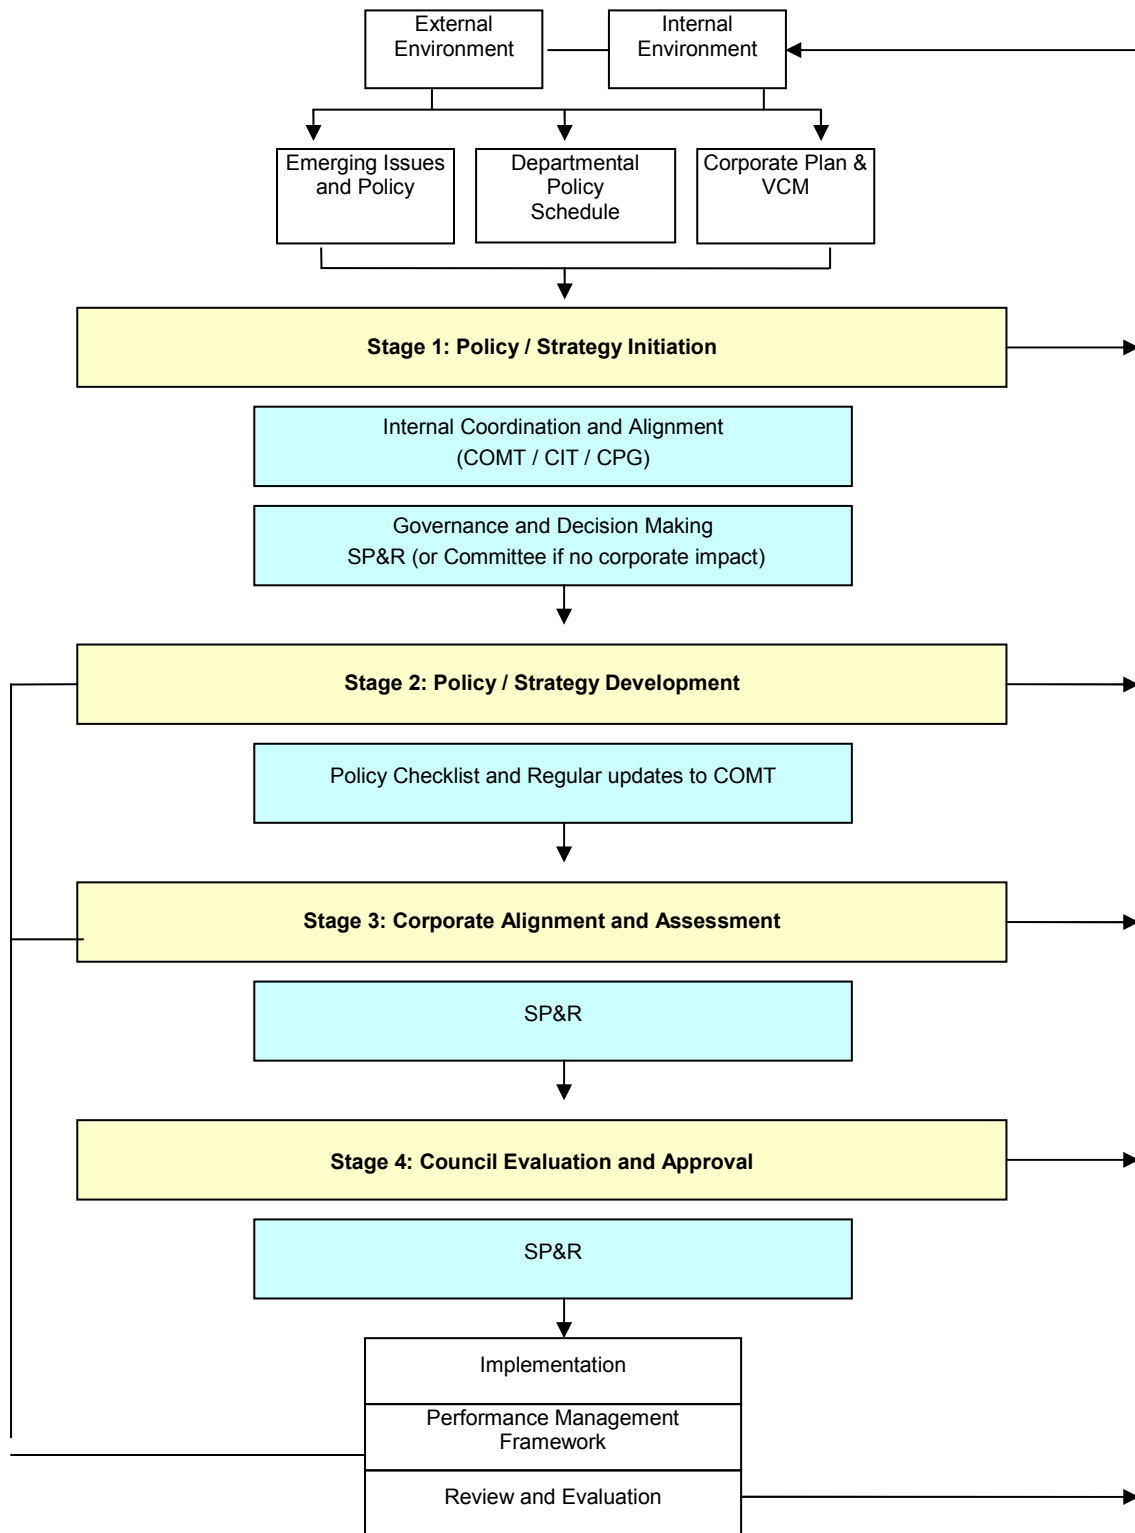 External
Environment
Internal
Environment
Emerging Issues
and Policy
Departmental
Policy
Schedule
Corporate Plan &
VCM
Stage 1: Policy / Strategy Initiation
Internal Coordination and Alignment
(COMT / CIT / CPG)
Governance and Decision Making
SP&R (or Committee if no corporate impact)
Stage 2: Policy / Strategy Development
Policy Checklist and Regular updates to COMT
Stage 3: Corporate Alignment and Assessment
SP&R
Stage 4: Council Evaluation and Approval
SP&R
Implementation
Performance Management
Framework
Review and Evaluation